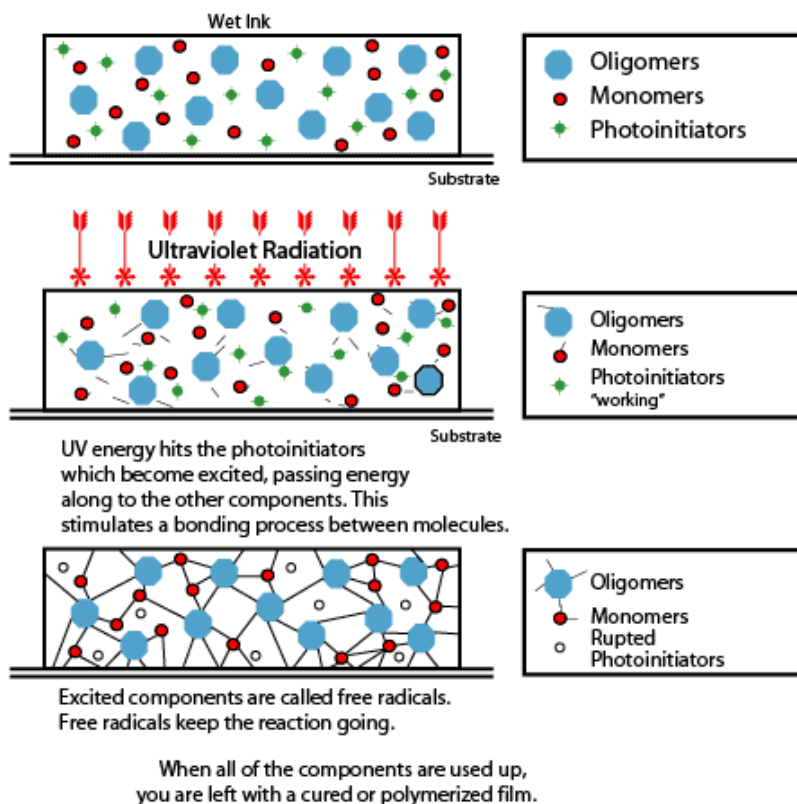 Wet Ink
Oligomers
Monomers
Photoinitiators
Substrate
Ultraviolet Radiation
Oligomers
Monomers
Photoinitiators
"working"
Substrate
UV energy hits the photoinitiators
which become excited, passing energy
along to the other components. This
stimulates a bonding process between molecules.
Oligomers
Monomers
Rupted
Photoinitiators
Excited components are called free radicals.
Free radicals keep the reaction going.
When all of the components are used up,
you are left with a cured or polymerized film.